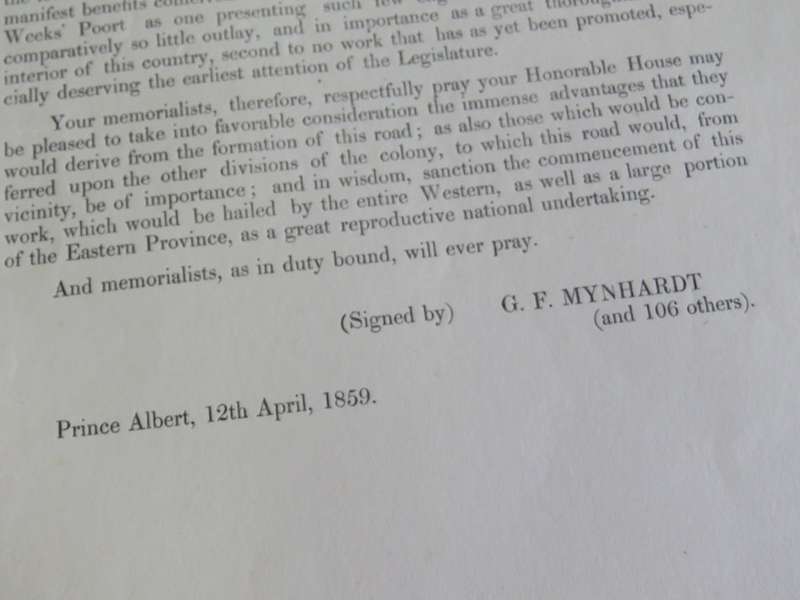 manifest benefits
Weeks' Poort as one presenting such few
comparatively so little outlay, and in importance as a great
interior of this country, second to no work that has as yet been promoted, espe-
cially deserving the earliest attention of the Legislature.
Your memorialists, therefore, respectfully pray your Honorable House may
be pleased to take into favorable consideration the immense advantages that they
would derive from the formation of this road; as also those which would be con-
ferred upon the other divisions of the colony, to which this road would, from
vicinity, be of importance; and in wisdom, sanction the commencement of this
work, which would be hailed by the entire Western, as well as a large portion
of the Eastern Province, as a great reproductive national undertaking.
And memorialists, as in duty bound, will ever pray.
(Signed by) G. F. MYNHARDT
(and 106 others).
Prince Albert, 12th April, 1859.